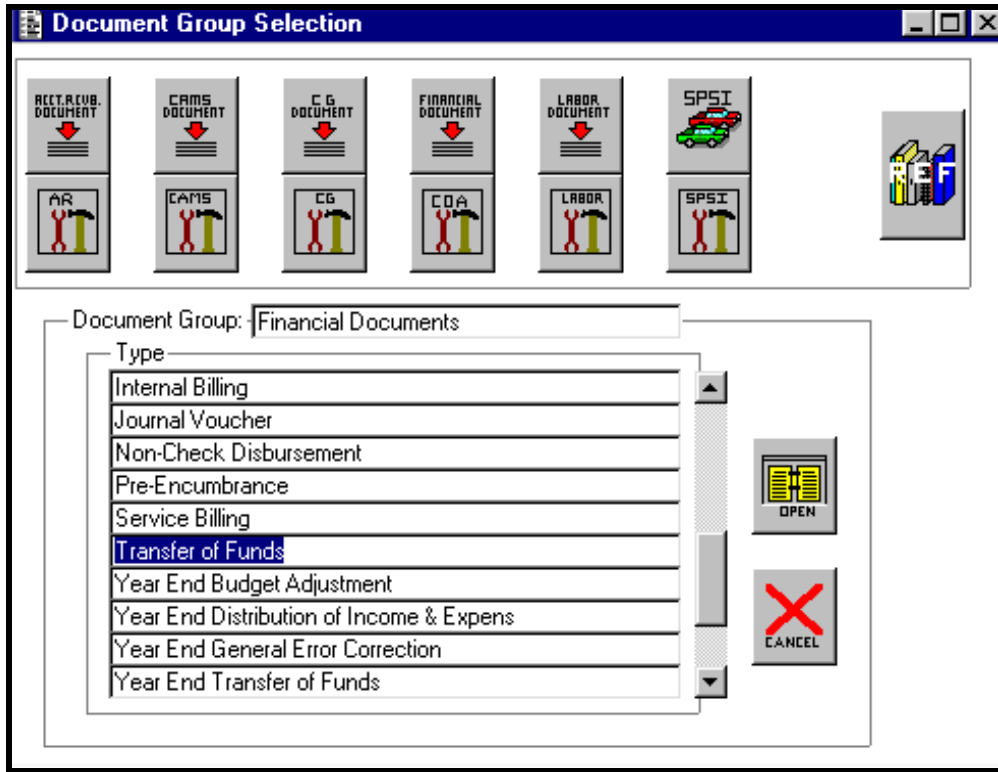 Document Group Selection
ACCT.RCVB. DOCUMENT
CAMS DOCUMENT
CG DOCUMENT
FINANCIAL DOCUMENT
LABOR DOCUMENT
SPSI
REF
AR
CAMS
CG
COA
LABOR
SPSI
Document Group: Financial Documents
Type
Internal Billing
Journal Voucher
Non-Check Disbursement
Pre-Encumbrance
Service Billing
Transfer of Funds
Year End Budget Adjustment
Year End Distribution of Income & Expens
Year End General Error Correction
Year End Transfer of Funds
OPEN
CANCEL